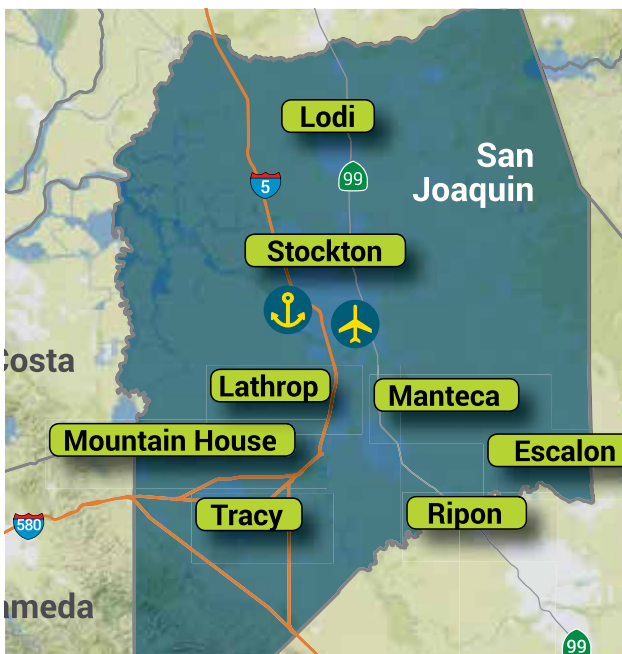 Lodi
99
San
Joaquin
5
Stockton
Costa
Lathrop
Manteca
Mountain House
Escalon
580
Tracy
Ripon
ameda
99